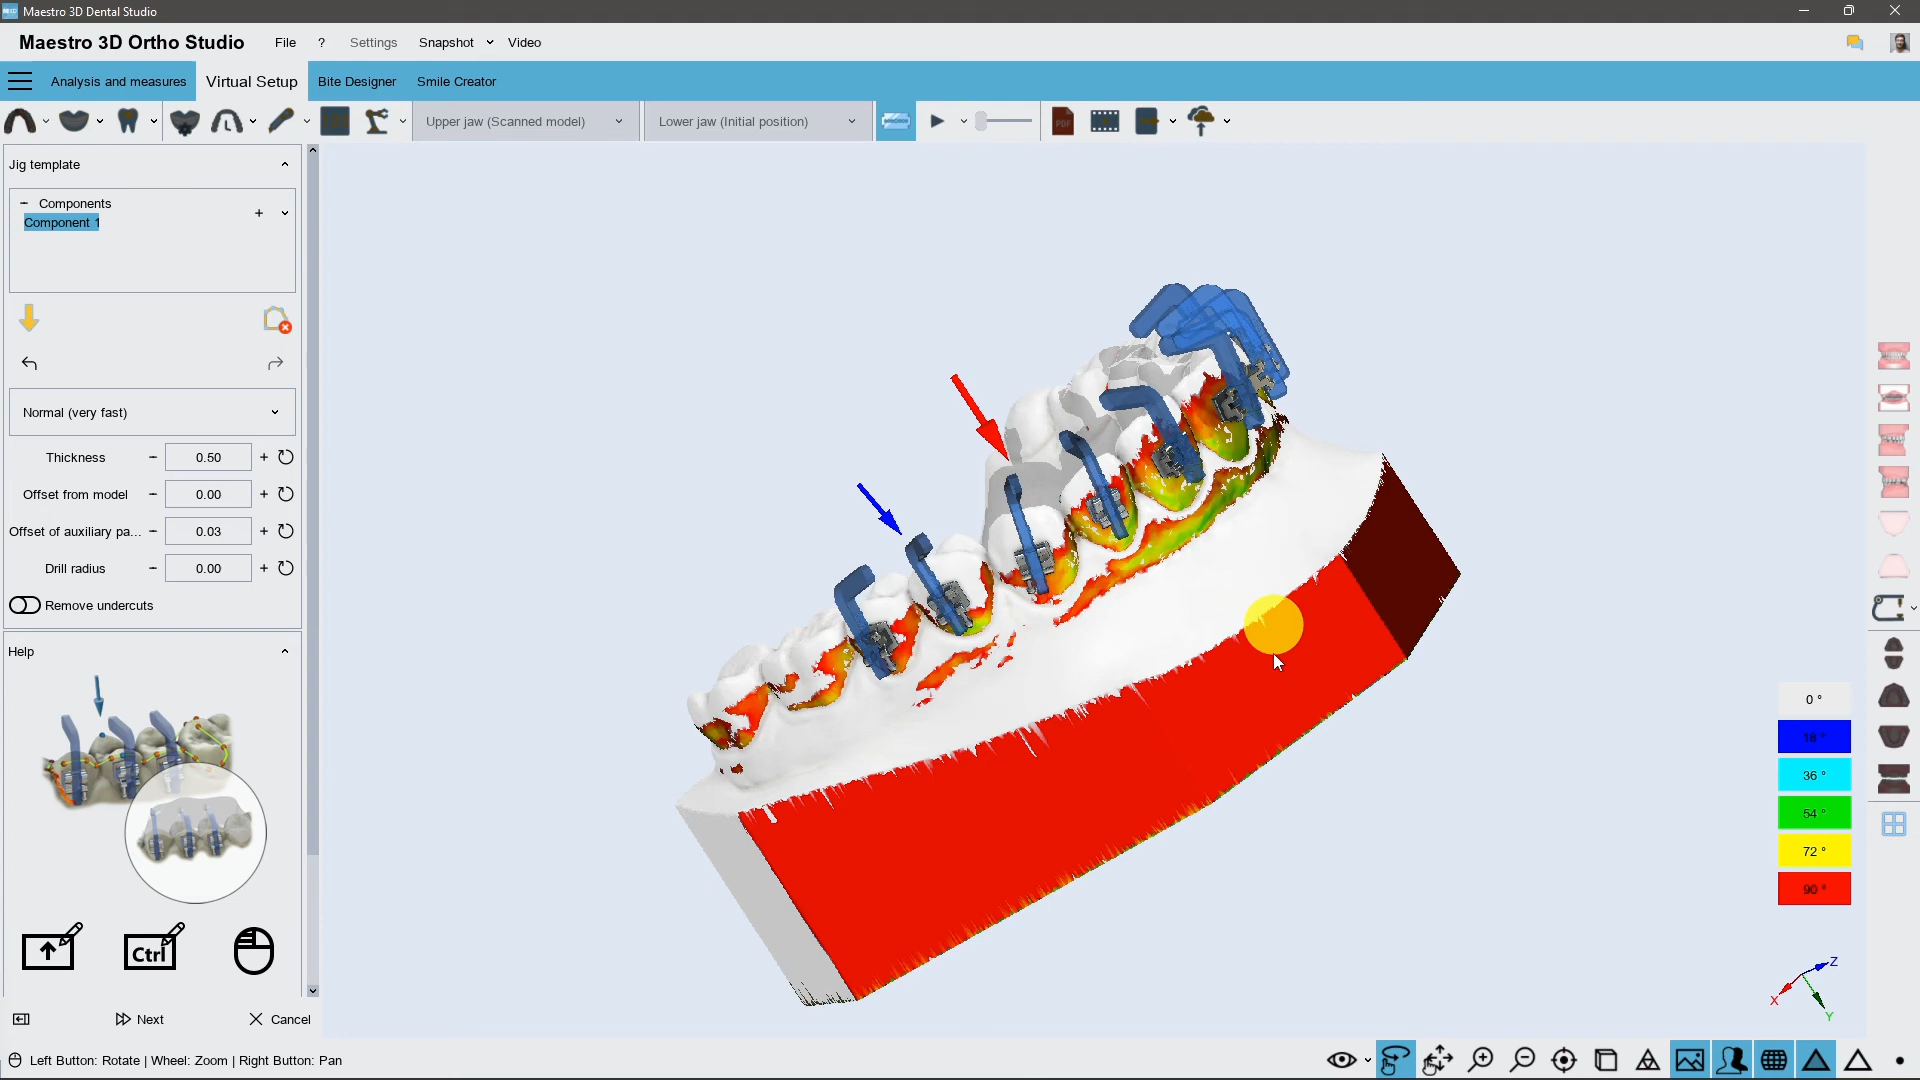 Maestro 3D Dental Studio
Maestro 3D Ortho Studio File ? Settings Snapshot Video
Analysis and measures Virtual Setup Bite Designer Smile Creator
Upper jaw (Scanned model) Lower jaw (Initial position)
PDF
Jig template
Components
Component 1
Normal (very fast)
Thickness 0.50
Offset from model 0.00
Offset of auxiliary pa... 0.03
Drill radius 0.00
Remove undercuts
Help
Ctrl
Next Cancel
0 °
18 °
36 °
54 °
72 °
90 °
Z
X
Y
Left Button: Rotate | Wheel: Zoom | Right Button: Pan